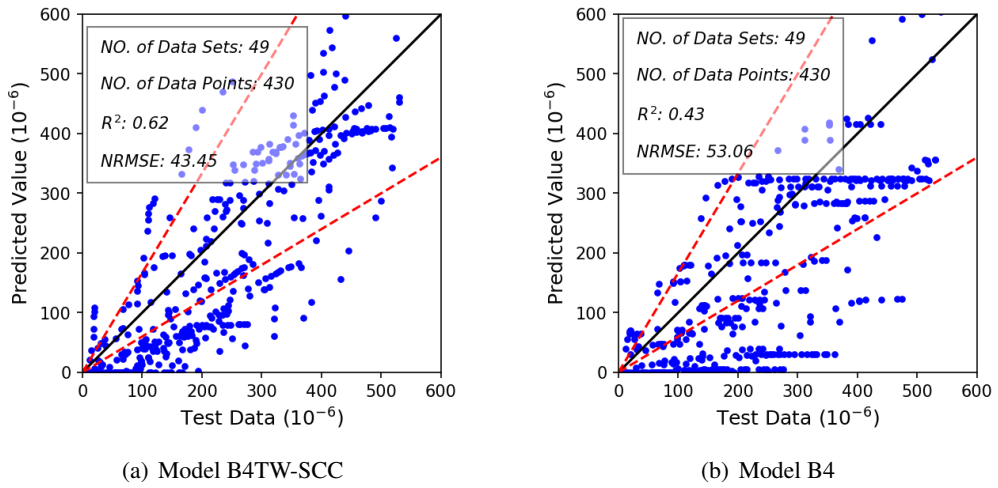 600
500
400
300
200
100
0
Predicted Value (10⁻⁶)
NO. of Data Sets: 49
NO. of Data Points: 430
R²: 0.62
NRMSE: 43.45
0 100 200 300 400 500 600
Test Data (10⁻⁶)
(a) Model B4TW-SCC
600
500
400
300
200
100
0
Predicted Value (10⁻⁶)
NO. of Data Sets: 49
NO. of Data Points: 430
R²: 0.43
NRMSE: 53.06
0 100 200 300 400 500 600
Test Data (10⁻⁶)
(b) Model B4